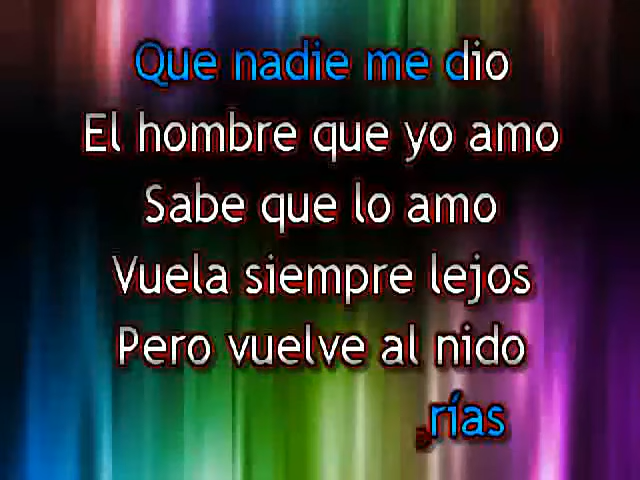 Que nadie me dio
El hombre que yo amo
Sabe que lo amo
Vuela siempre lejos
Pero vuelve al nido
rías